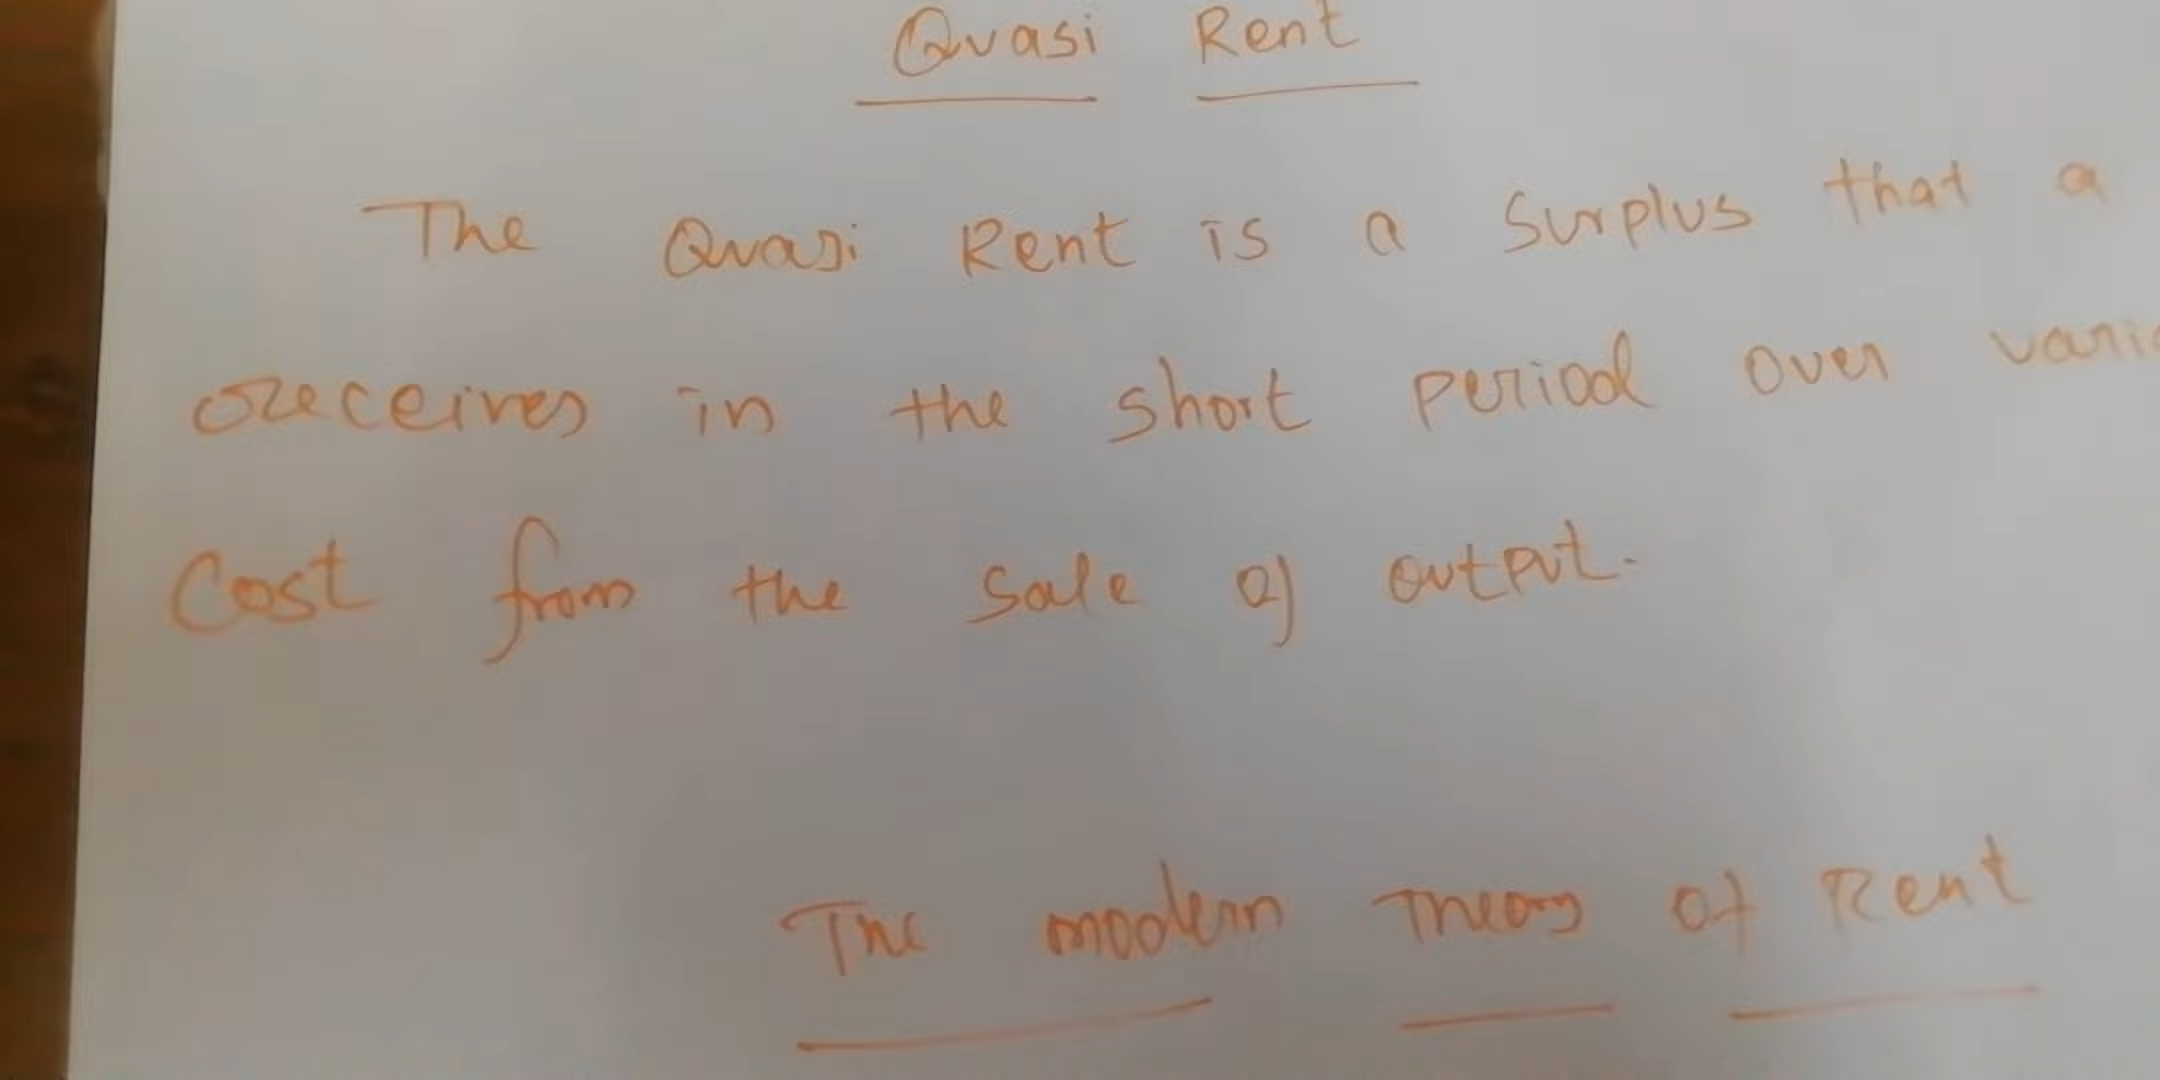 Quasi Rent
The Quasi Rent is a Surplus that a
receives in the short period over
Cost from the Sale of output.
The modern Theory of Rent